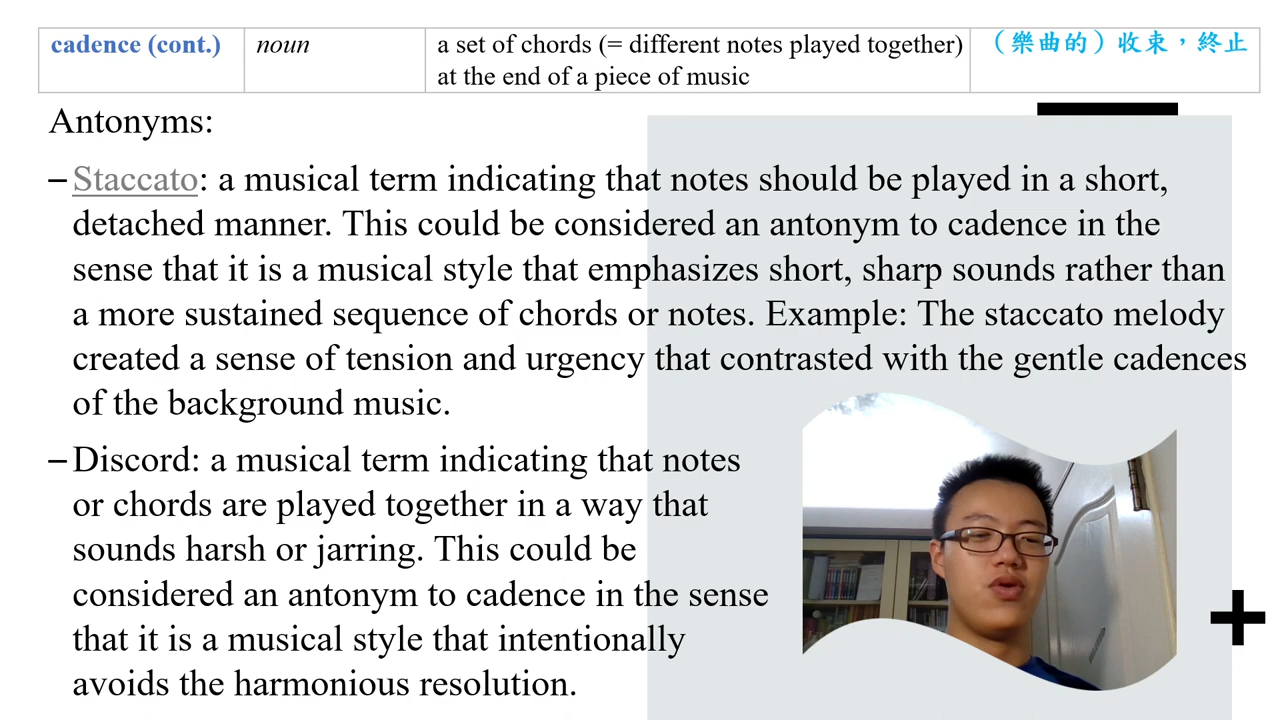 cadence (cont.) noun a set of chords (= different notes played together) （樂曲的）收束，終止
at the end of a piece of music
Antonyms:
–Staccato: a musical term indicating that notes should be played in a short,
detached manner. This could be considered an antonym to cadence in the
sense that it is a musical style that emphasizes short, sharp sounds rather than
a more sustained sequence of chords or notes. Example: The staccato melody
created a sense of tension and urgency that contrasted with the gentle cadences
of the background music.
–Discord: a musical term indicating that notes
or chords are played together in a way that
sounds harsh or jarring. This could be
considered an antonym to cadence in the sense
that it is a musical style that intentionally
avoids the harmonious resolution.